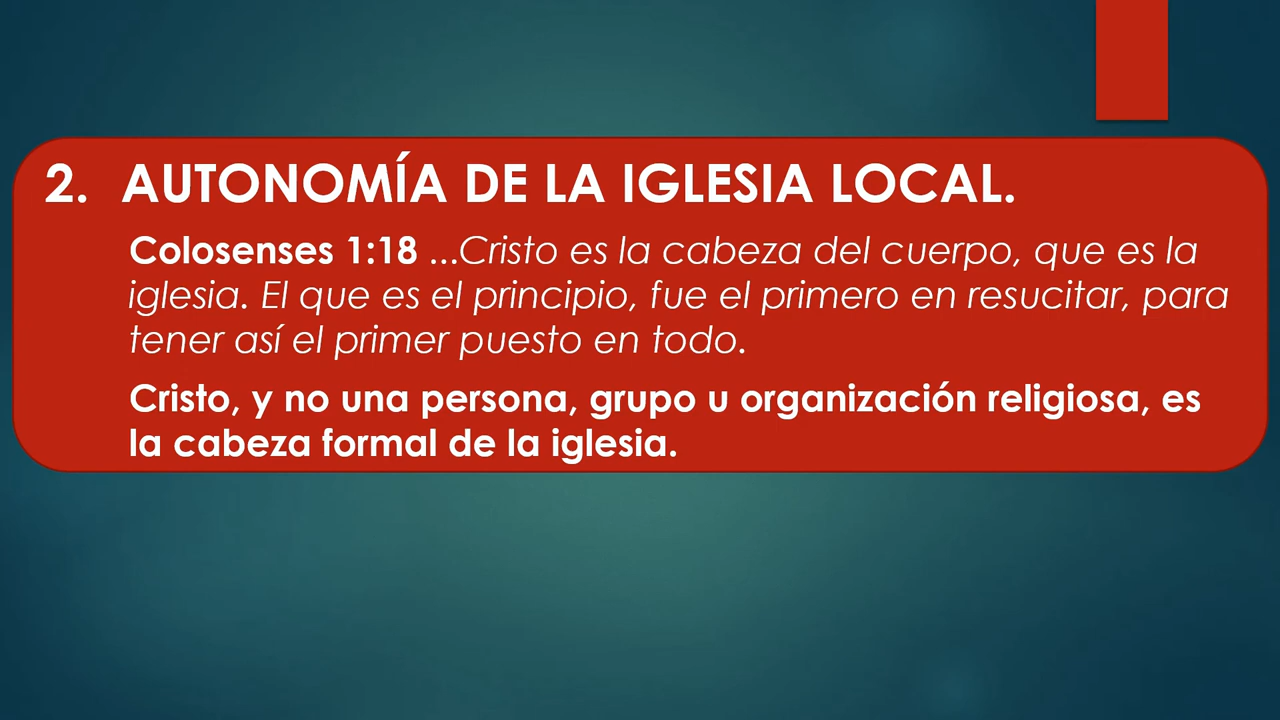 2. AUTONOMÍA DE LA IGLESIA LOCAL.
Colosenses 1:18 ...Cristo es la cabeza del cuerpo, que es la
iglesia. El que es el principio, fue el primero en resucitar, para
tener así el primer puesto en todo.
Cristo, y no una persona, grupo u organización religiosa, es
la cabeza formal de la iglesia.